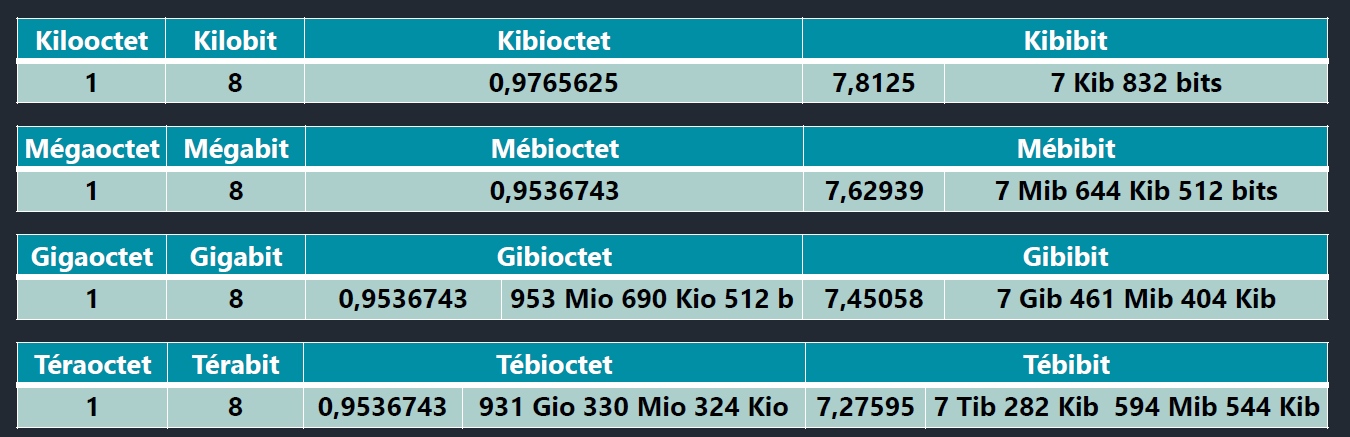 Kilooctet Kilobit Kibioctet Kibibit
1 8 0,9765625 7,8125 7 Kib 832 bits
Mégaoctet Mégabit Mébioctet Mébibit
1 8 0,9536743 7,62939 7 Mib 644 Kib 512 bits
Gigaoctet Gigabit Gibioctet Gibibit
1 8 0,9536743 953 Mio 690 Kio 512 b 7,45058 7 Gib 461 Mib 404 Kib
Téraoctet Térabit Tébioctet Tébibit
1 8 0,9536743 931 Gio 330 Mio 324 Kio 7,27595 7 Tib 282 Kib 594 Mib 544 Kib